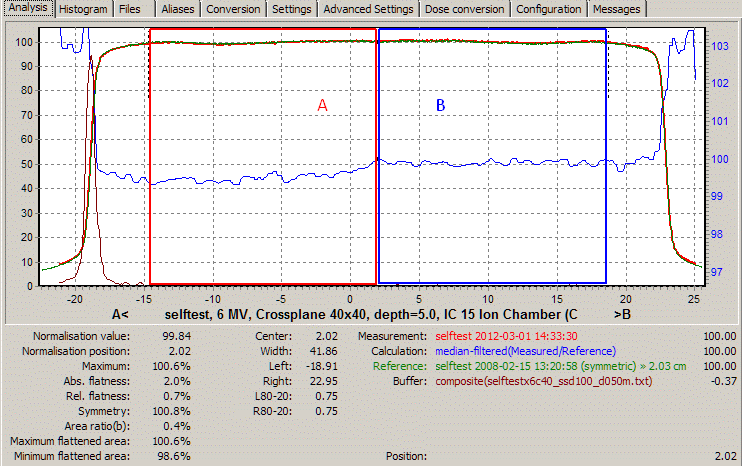 Analysis Histogram Files Aliases Conversion Settings Advanced Settings Dose conversion Configuration Messages
100 103
90
80 102
70
60 101
50 100
40
30 99
20 98
10
0 97
A B
-20 -15 -10 -5 0 5 10 15 20 25
A< selftest, 6 MV, Crossplane 40x40, depth=5.0, IC 15 Ion Chamber (C >B
Normalisation value: 99.84 Center: 2.02 Measurement: selftest 2012-03-01 14:33:30 100.00
Normalisation position: 2.02 Width: 41.86 Calculation: median-filtered(Measured/Reference) 100.00
Maximum: 100.6% Left: -18.91 Reference: selftest 2008-02-15 13:20:58 (symmetric) » 2.03 cm 100.00
Abs. flatness: 2.0% Right: 22.95 Buffer: composite(selftestx6c40_ssd100_d050m.txt) -0.37
Rel. flatness: 0.7% L80-20: 0.75
Symmetry: 100.8% R80-20: 0.75
Area ratio(b): 0.4%
Maximum flattened area: 100.6%
Minimum flattened area: 98.6% Position: 2.02